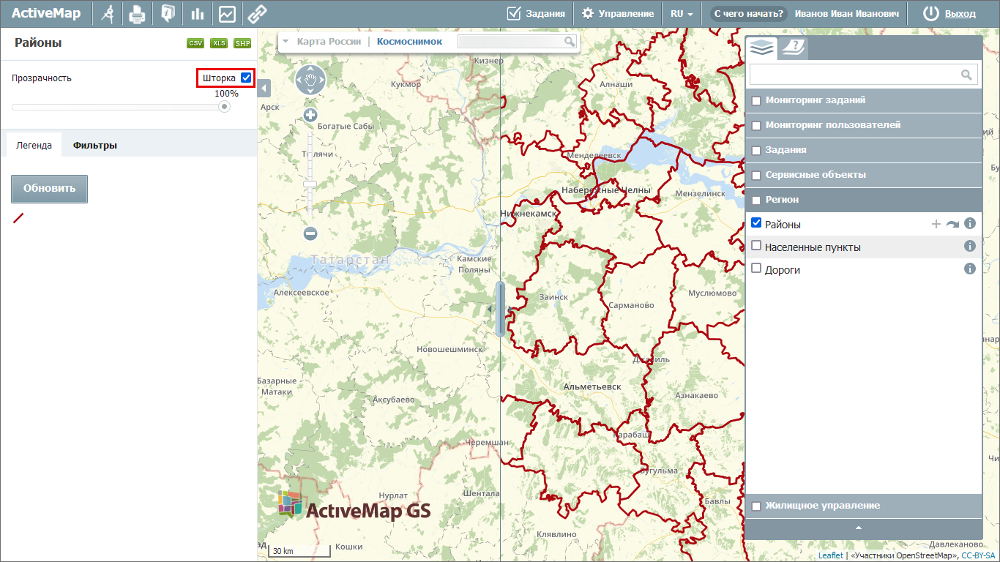 ActiveMap
Задания
Управление
RU
С чего начать?
Иванов Иван Иванович
Выход
Районы
CSV
XLS
SHP
Прозрачность
Шторка
100%
Легенда
Фильтры
Обновить
Карта России | Космоснимок
Кизнер
Кукмор
Алнаши
Арск
Богатые Сабы
Тюлячи
Менделеевск
Набережные Челны
Мензелинск
Нижнекамск
Татарстан
Камские
Поляны
Алексеевское
Заинск
Сарманово
Муслюмово
Новошешминск
Джалиль
Базарные
Матаки
Альметьевск
Аксубаево
Азнакаево
Карабаш
Черемшан
Бугульма
Нурлат
Шентала
Бавлы
ActiveMap GS
Клявлино
Кошки
30 km
Мониторинг заданий
Мониторинг пользователей
Задания
Сервисные объекты
Регион
Районы
Населенные пункты
Дороги
Жилищное управление
Давлеканово
Leaflet | «Участники OpenStreetMap», CC-BY-SA